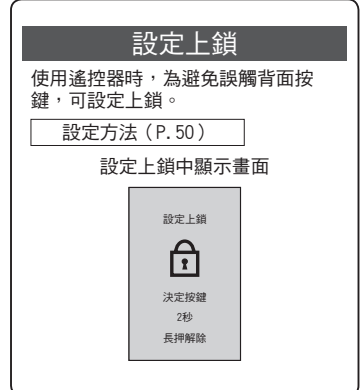 設定上鎖
使用遙控器時，為避免誤觸背面按
鍵，可設定上鎖。
設定方法（P.50）
設定上鎖中顯示畫面
設定上鎖
決定按鍵
2秒
長押解除